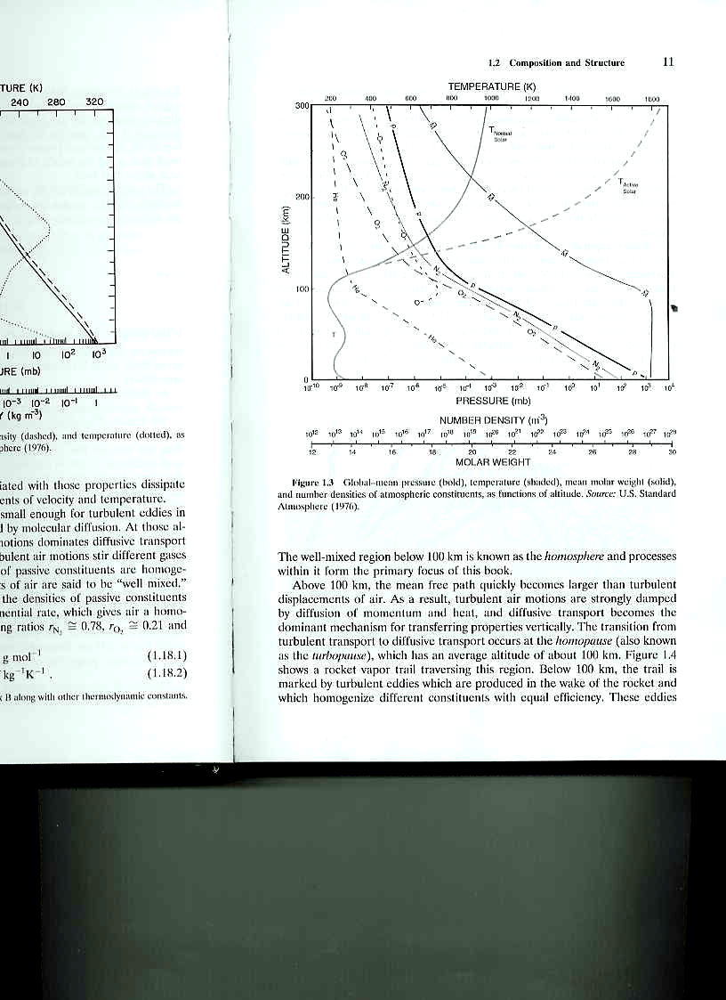 TURE (K)
240 280 320
1 10 10² 10³
URE (mb)
10⁻³ 10⁻² 10⁻¹ 1
(kg m⁻³)
nsity (dashed), and temperature (dotted), as
phere (1976).
iated with those properties dissipate
ents of velocity and temperature.
small enough for turbulent eddies in
d by molecular diffusion. At those al-
notions dominates diffusive transport
bulent air motions stir different gases
of passive constituents are homoge-
s of air are said to be “well mixed.”
the densities of passive constituents
nential rate, which gives air a homo-
ng ratios r_N₂ ≅ 0.78, r_O₂ ≅ 0.21 and
g mol⁻¹ (1.18.1)
kg⁻¹K⁻¹ . (1.18.2)
B along with other thermodynamic constants.
1.2 Composition and Structure 11
TEMPERATURE (K)
200 400 600 800 1000 1200 1400 1600 1800
300
T Normal
Solar
T Active
Solar
200
ALTITUDE (km)
100
0
10⁻¹⁰ 10⁻⁹ 10⁻⁸ 10⁻⁷ 10⁻⁶ 10⁻⁵ 10⁻⁴ 10⁻³ 10⁻² 10⁻¹ 10⁰ 10¹ 10² 10³ 10⁴
PRESSURE (mb)
NUMBER DENSITY (m⁻³)
10¹² 10¹³ 10¹⁴ 10¹⁵ 10¹⁶ 10¹⁷ 10¹⁸ 10¹⁹ 10²⁰ 10²¹ 10²² 10²³ 10²⁴ 10²⁵ 10²⁶ 10²⁷ 10²⁸
12 14 16 18 20 22 24 26 28 30
MOLAR WEIGHT
Figure 1.3 Global-mean pressure (bold), temperature (shaded), mean molar weight (solid),
and number densities of atmospheric constituents, as functions of altitude. Source: U.S. Standard
Atmosphere (1976).
The well-mixed region below 100 km is known as the homosphere and processes
within it form the primary focus of this book.
Above 100 km, the mean free path quickly becomes larger than turbulent
displacements of air. As a result, turbulent air motions are strongly damped
by diffusion of momentum and heat, and diffusive transport becomes the
dominant mechanism for transferring properties vertically. The transition from
turbulent transport to diffusive transport occurs at the homopause (also known
as the turbopause), which has an average altitude of about 100 km. Figure 1.4
shows a rocket vapor trail traversing this region. Below 100 km, the trail is
marked by turbulent eddies which are produced in the wake of the rocket and
which homogenize different constituents with equal efficiency. These eddies